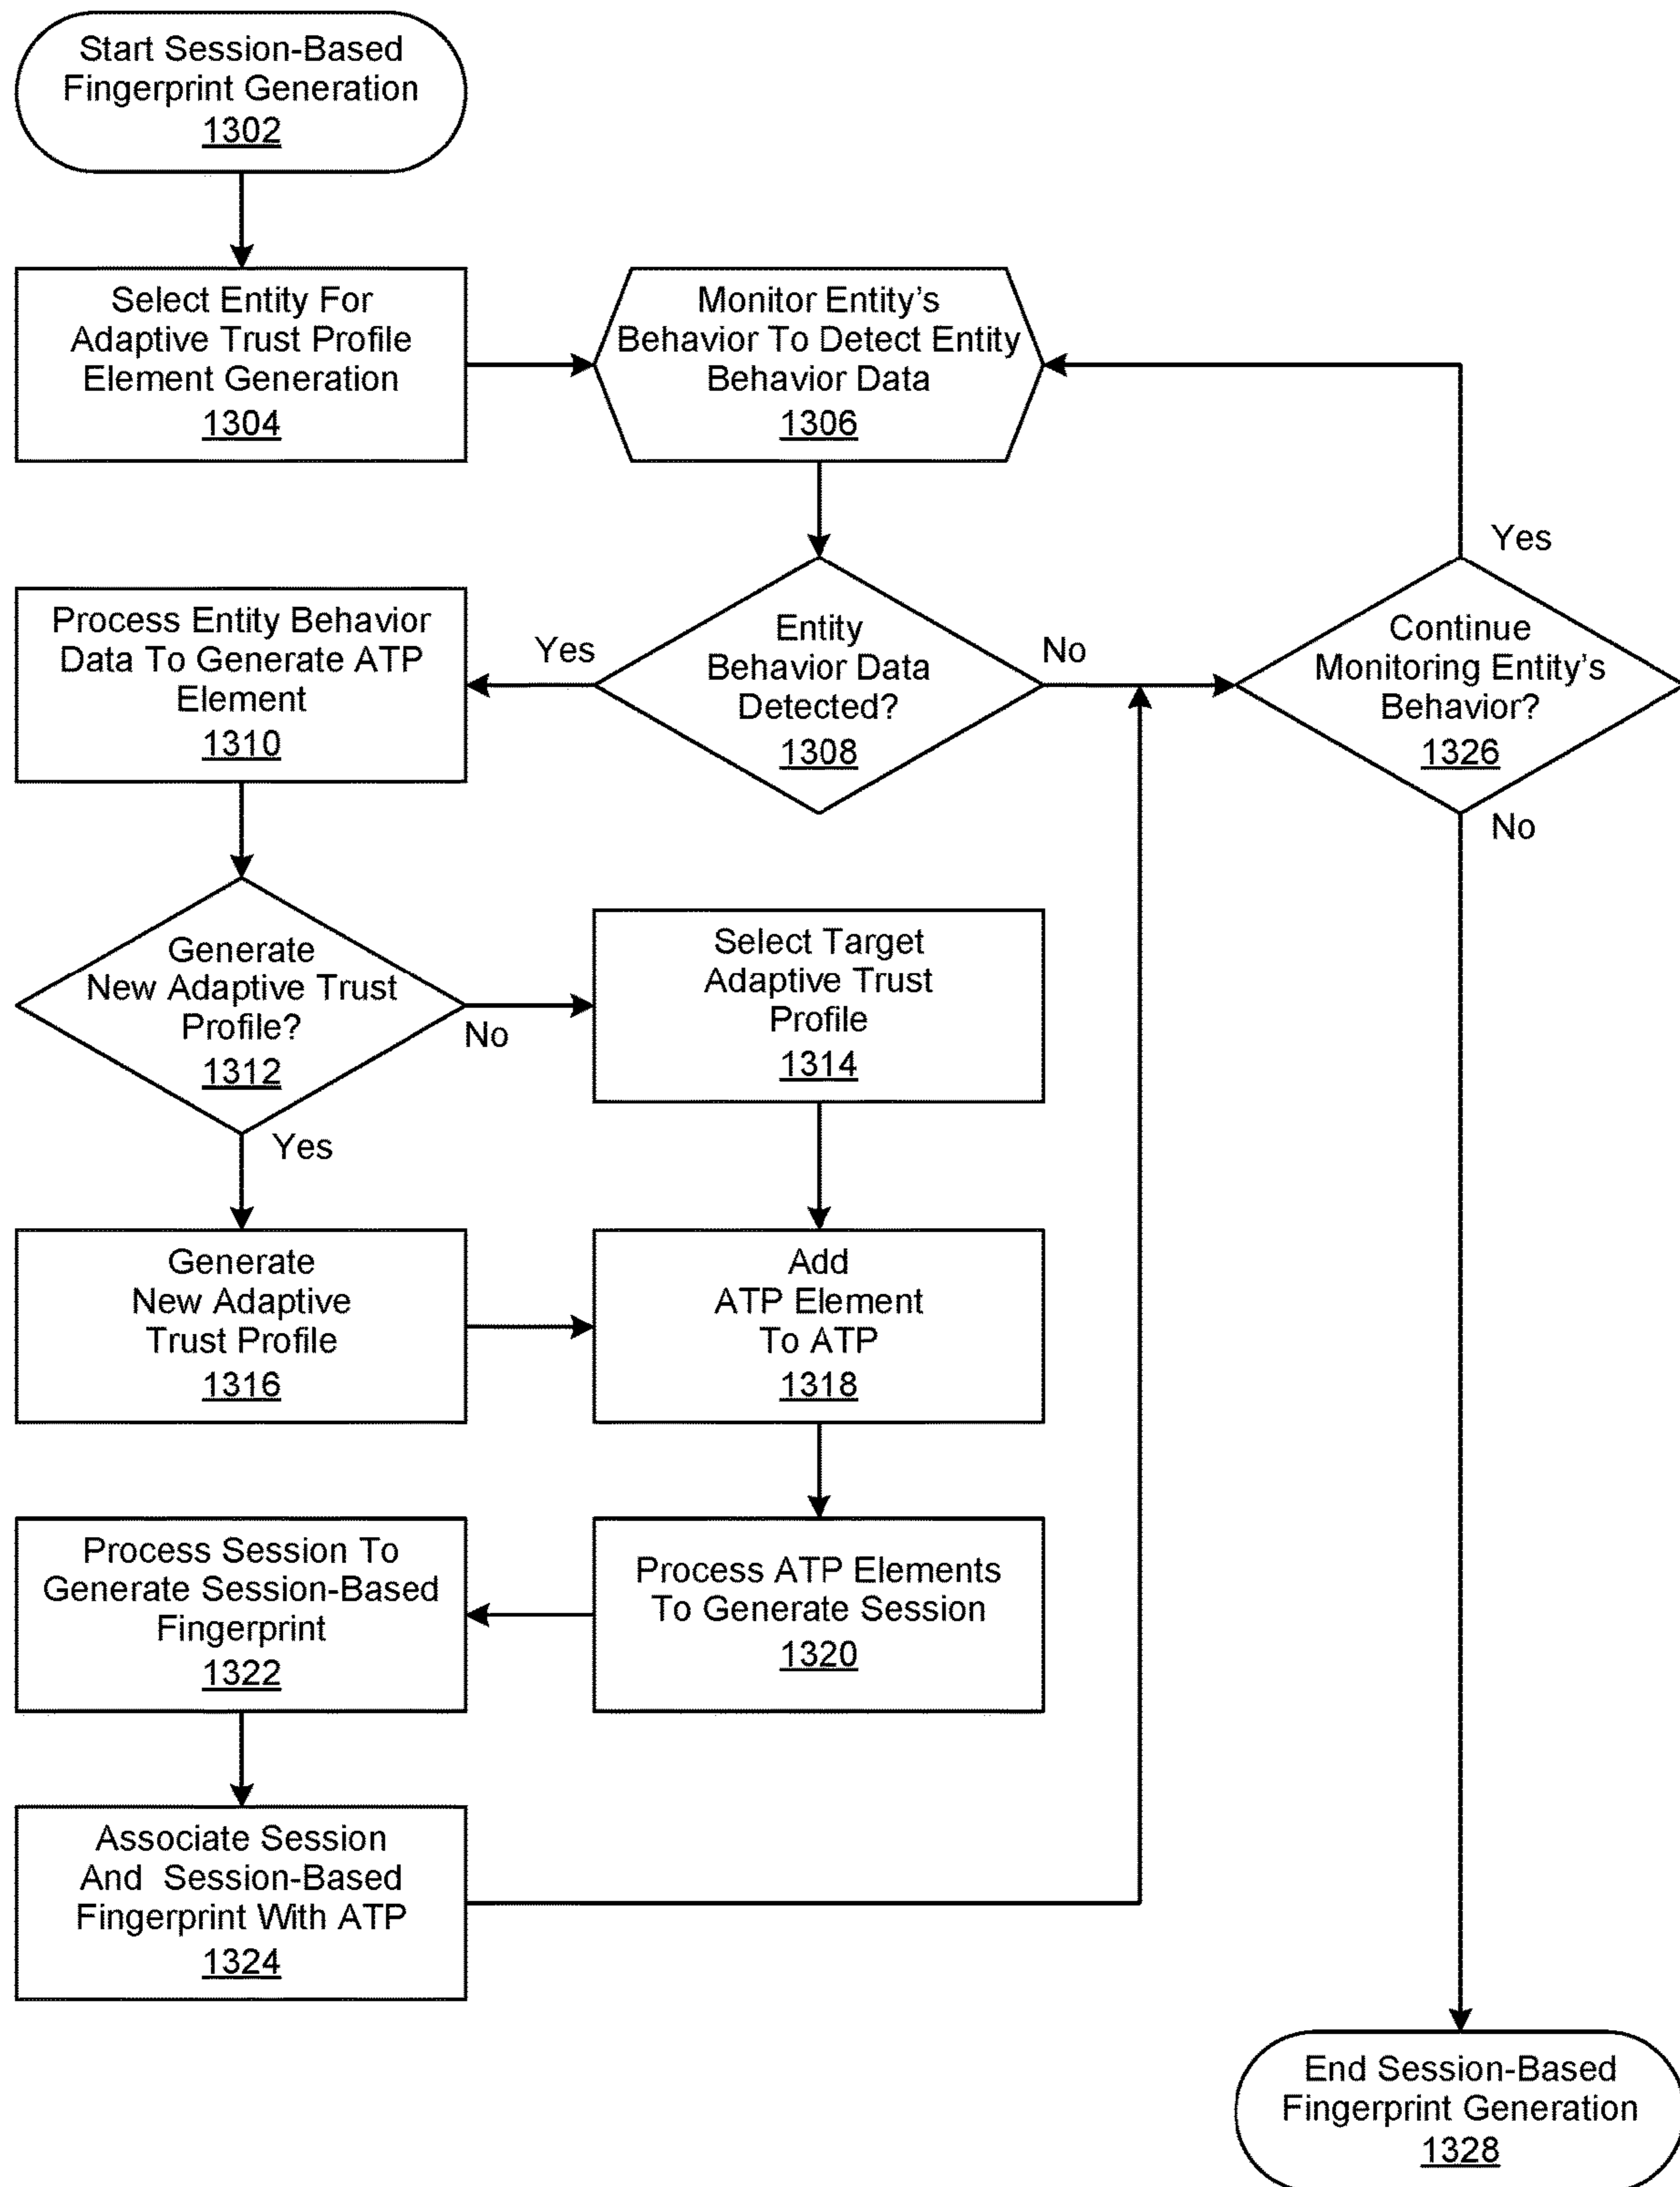 Start Session-Based
Fingerprint Generation
1302
Select Entity For
Adaptive Trust Profile
Element Generation
1304
Monitor Entity's
Behavior To Detect Entity
Behavior Data
1306
Yes
Process Entity Behavior
Data To Generate ATP
Element
1310
Yes
Entity
Behavior Data
Detected?
1308
No
Continue
Monitoring Entity's
Behavior?
1326
No
Generate
New Adaptive Trust
Profile?
1312
No
Yes
Select Target
Adaptive Trust
Profile
1314
Generate
New Adaptive
Trust Profile
1316
Add
ATP Element
To ATP
1318
Process Session To
Generate Session-Based
Fingerprint
1322
Process ATP Elements
To Generate Session
1320
Associate Session
And Session-Based
Fingerprint With ATP
1324
End Session-Based
Fingerprint Generation
1328